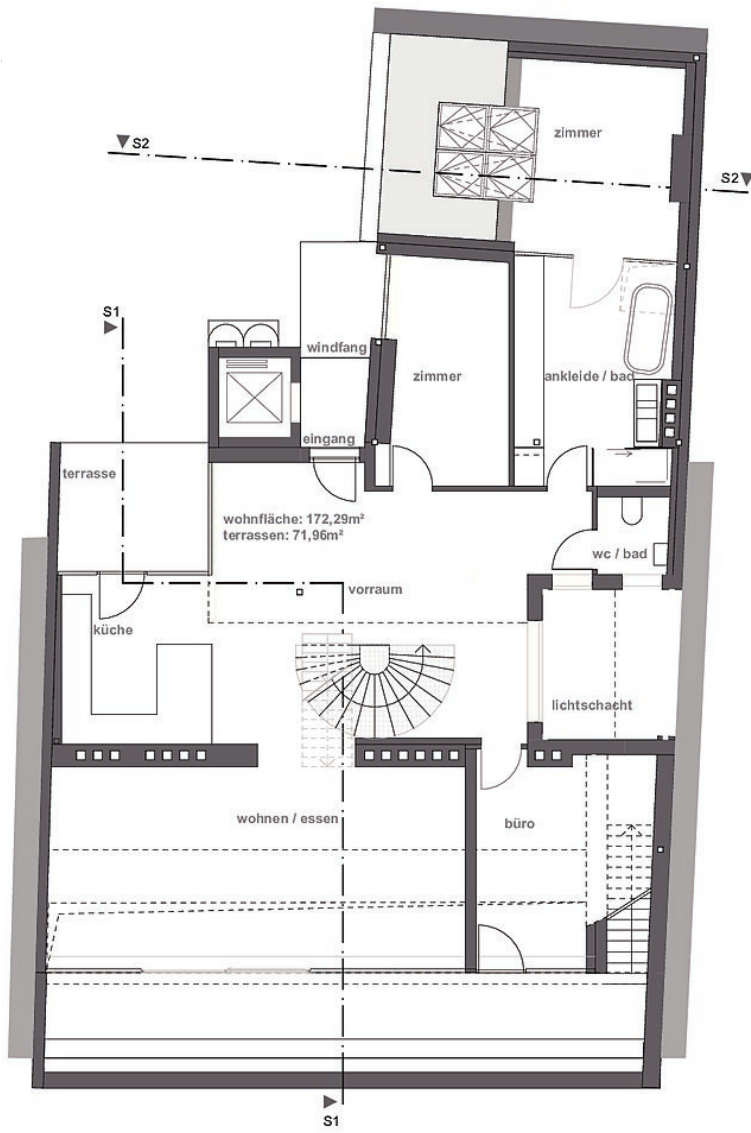 zimmer
S2
S2
S1
windfang
zimmer
ankleide / bad
eingang
terrasse
wohnfläche: 172,29m²
terrassen: 71,96m²
wc / bad
vorraum
küche
lichtschacht
wohnen / essen
büro
S1